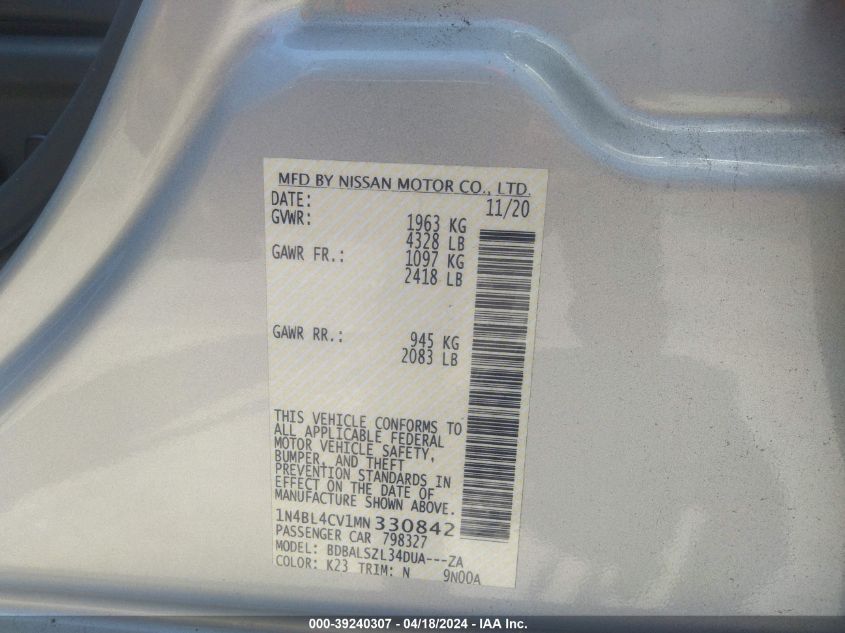 MFD BY NISSAN MOTOR CO., LTD.
DATE: 11/20
GVWR: 1963 KG
4328 LB
GAWR FR.: 1097 KG
2418 LB
GAWR RR.: 945 KG
2083 LB
THIS VEHICLE CONFORMS TO
ALL APPLICABLE FEDERAL
MOTOR VEHICLE SAFETY,
BUMPER, AND THEFT
PREVENTION STANDARDS IN
EFFECT ON THE DATE OF
MANUFACTURE SHOWN ABOVE.
1N4BL4CV1MN 330842
PASSENGER CAR 798327
MODEL: BDBALSZL34DUA---ZA
COLOR: K23 TRIM: N 9N00A
000-39240307 - 04/18/2024 - IAA Inc.